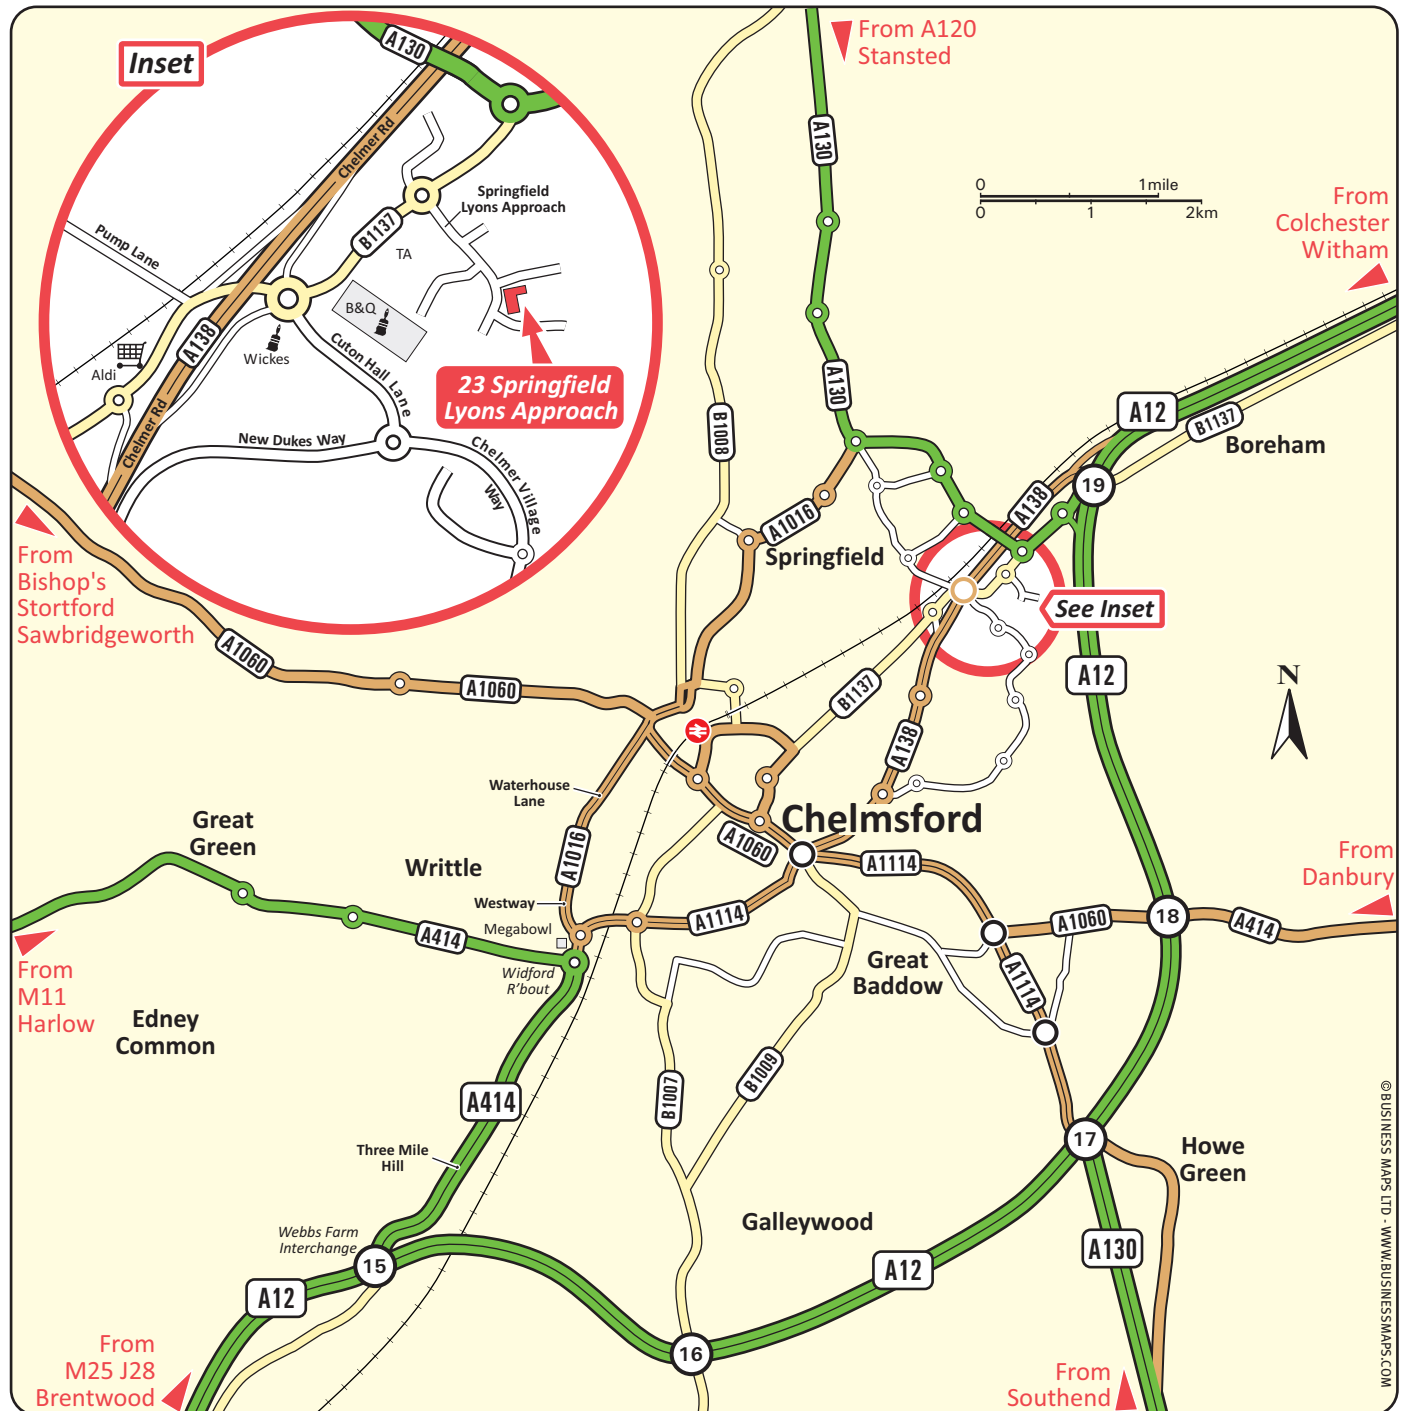 Inset
A130
Chelmer Rd
Springfield
Lyons Approach
B1137
TA
Pump Lane
B&Q
A138
Wickes
Aldi
Cuton Hall Lane
23 Springfield
Lyons Approach
Chelmer Rd
New Dukes Way
Chelmer Village
Way
From A120
Stansted
A130
0
1mile
0
1
2km
From
Colchester
Witham
A130
B1008
A12
B1137
Boreham
19
A138
A1016
Springfield
See Inset
From
Bishop's
Stortford
Sawbridgeworth
A1060
A1060
B1137
A12
N
A138
Waterhouse
Lane
Great
Green
A1016
Writtle
Chelmsford
A1060
A1114
From
Danbury
Westway
Megabowl
A1114
A1060
18
A414
A414
Widford
R'bout
Great
Baddow
A1114
From
M11
Harlow
Edney
Common
A414
B1007
B1009
Three Mile
Hill
17
Howe
Green
Galleywood
Webbs Farm
Interchange
15
A12
A12
A130
16
From
M25 J28
Brentwood
From
Southend
©BUSINESS MAPS LTD - WWW.BUSINESSMAPS.COM